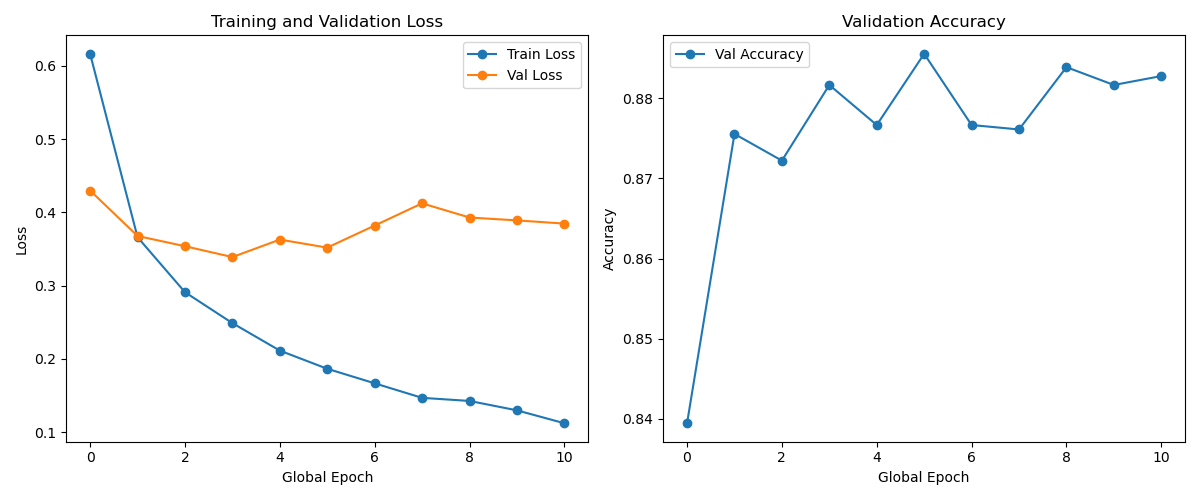 Training and Validation Loss
Train Loss
Val Loss
Loss
0.6
0.5
0.4
0.3
0.2
0.1
0 2 4 6 8 10
Global Epoch
Validation Accuracy
Val Accuracy
Accuracy
0.88
0.87
0.86
0.85
0.84
0 2 4 6 8 10
Global Epoch